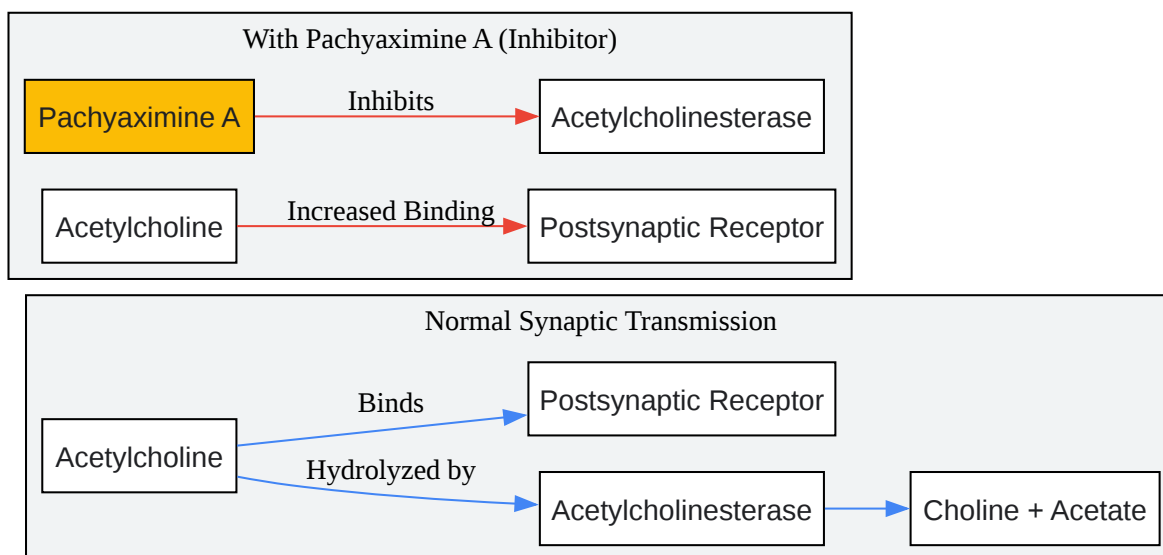 With Pachyaximine A (Inhibitor)
Pachyaximine A
Inhibits
Acetylcholinesterase
Acetylcholine
Increased Binding
Postsynaptic Receptor
Normal Synaptic Transmission
Acetylcholine
Binds
Postsynaptic Receptor
Hydrolyzed by
Acetylcholinesterase
Choline + Acetate